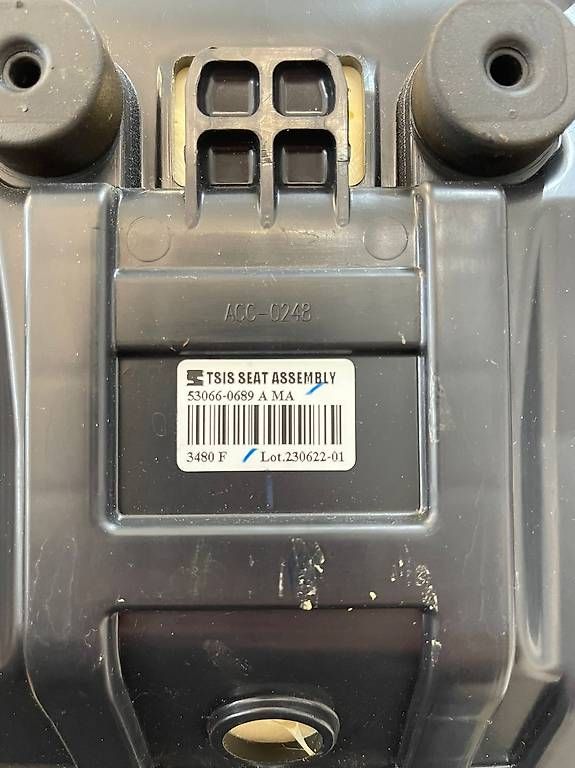 ACC-0248
TSIS SEAT ASSEMBLY
53066-0689 A MA
3480 F Lot.230622-01